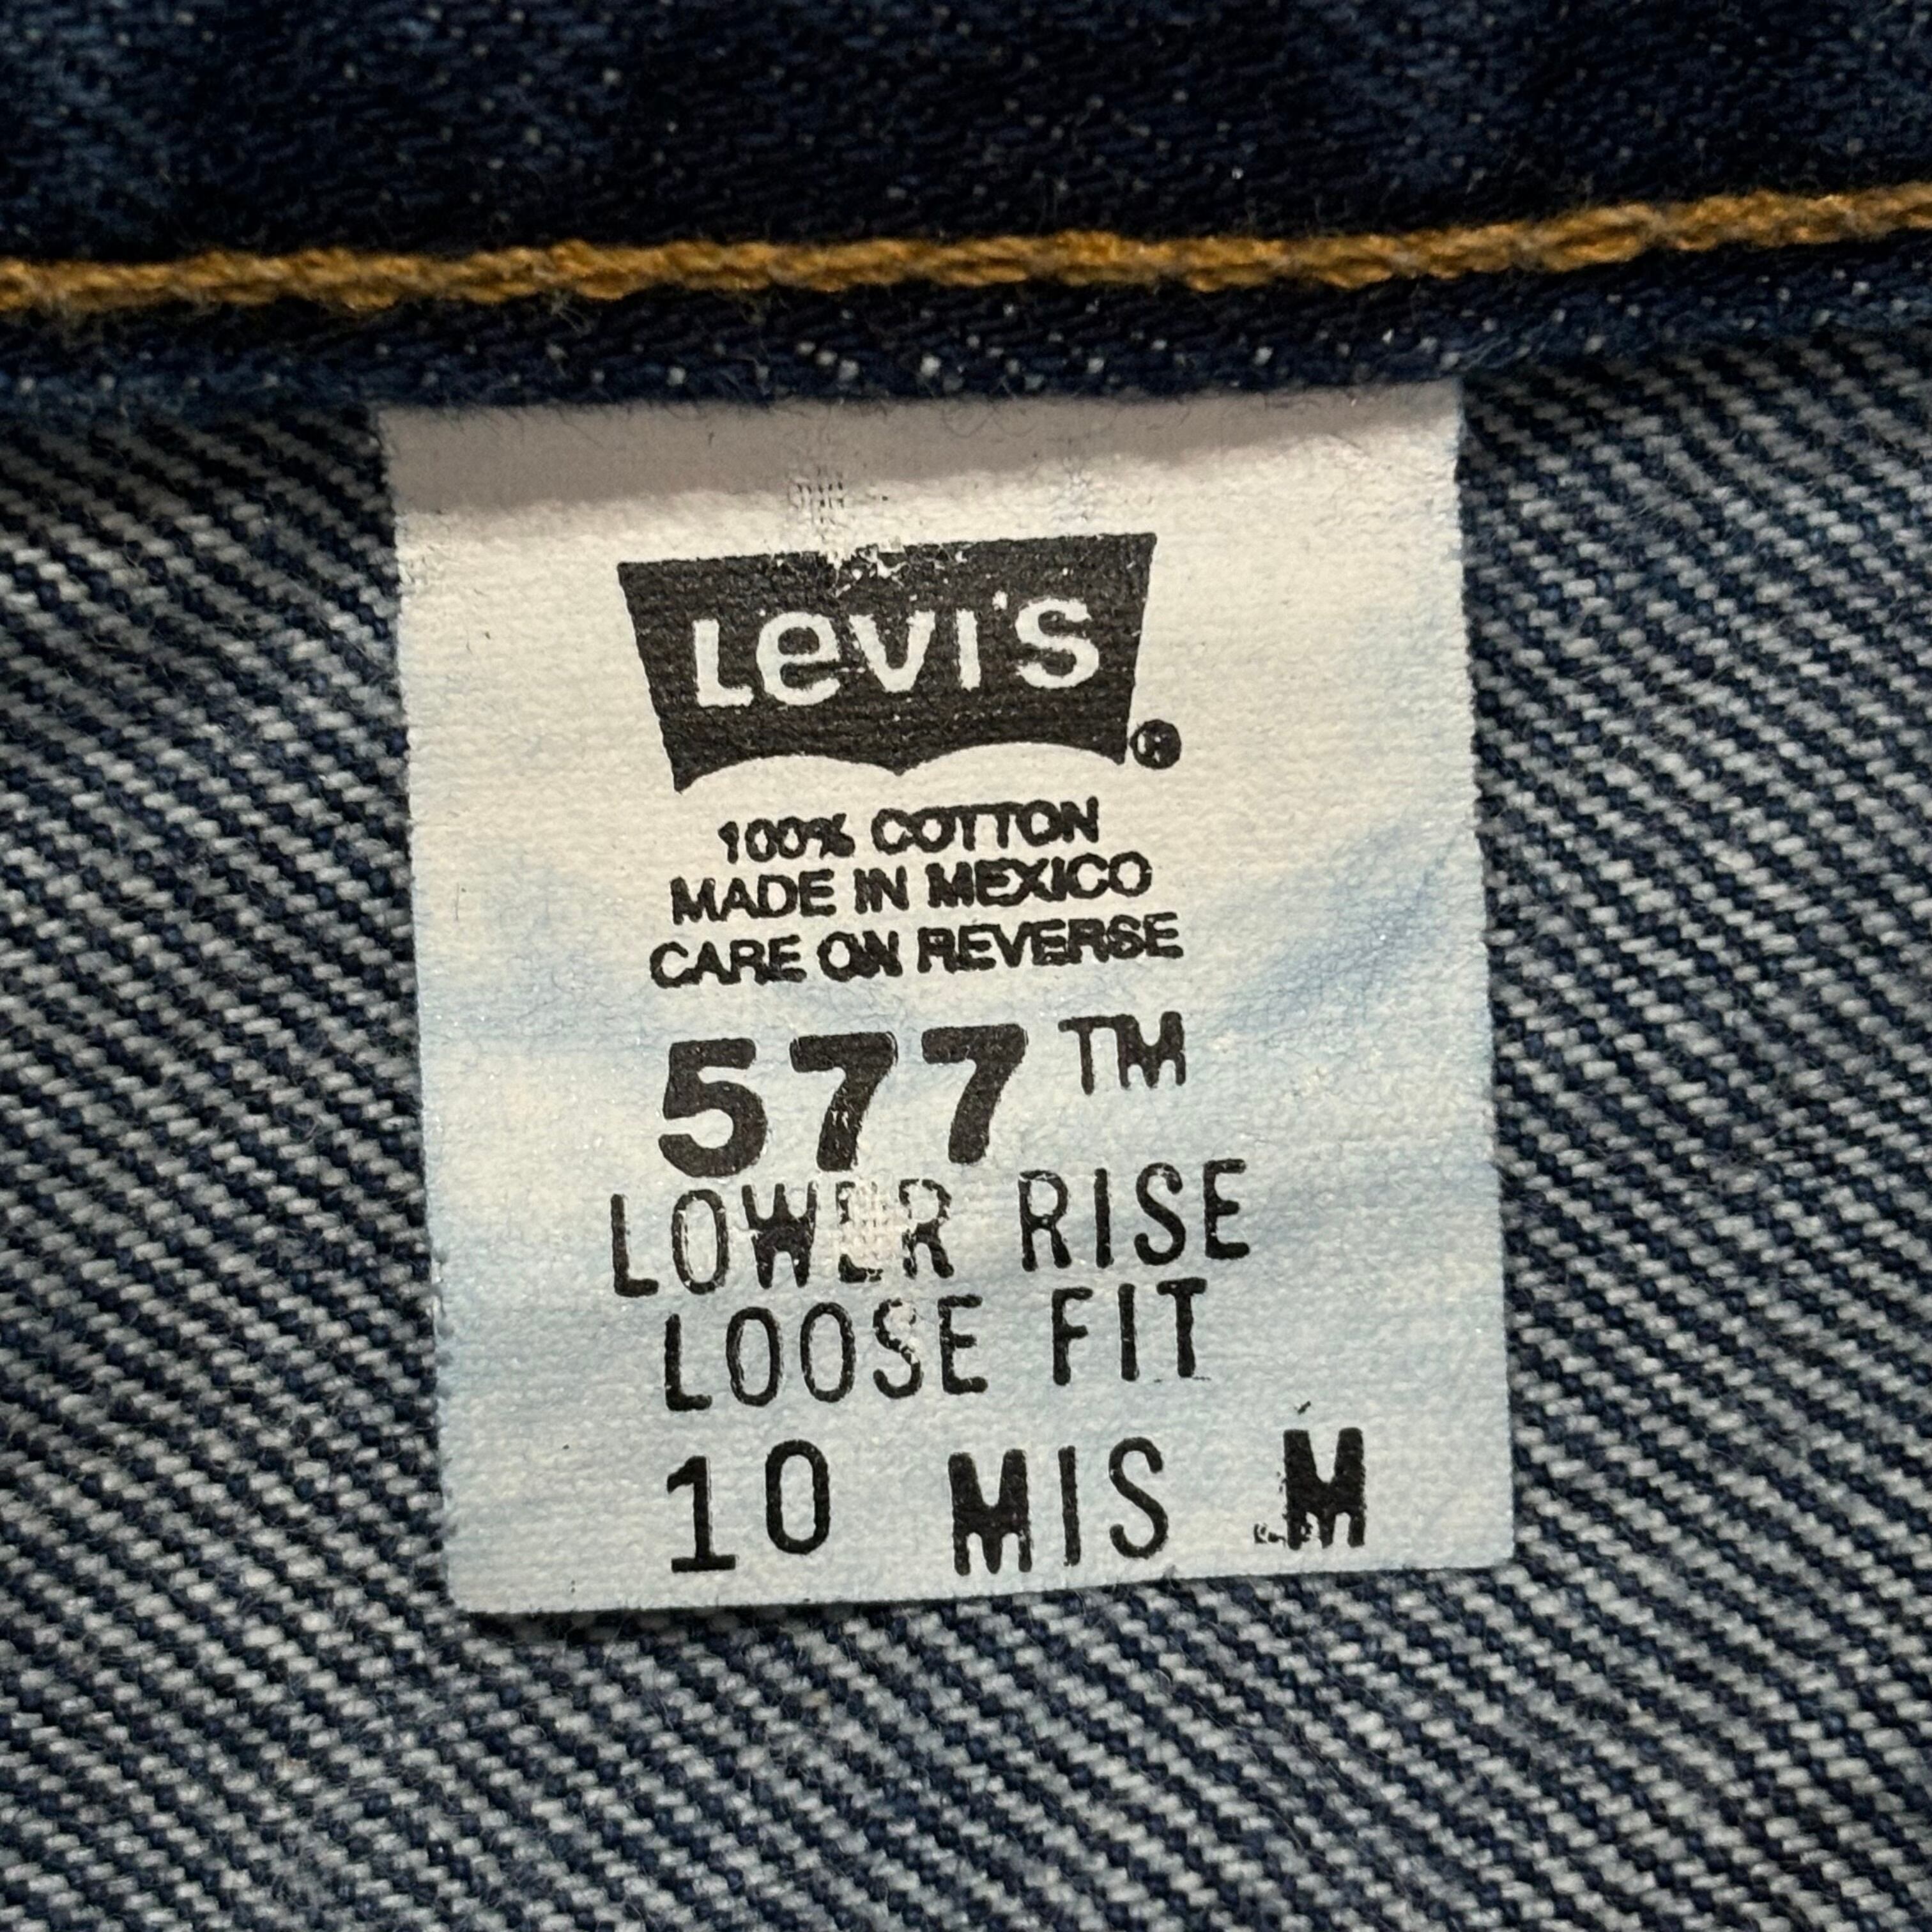 Levi's®
100% COTTON
MADE IN MEXICO
CARE ON REVERSE
577™
LOWER RISE
LOOSE FIT
10 MIS M